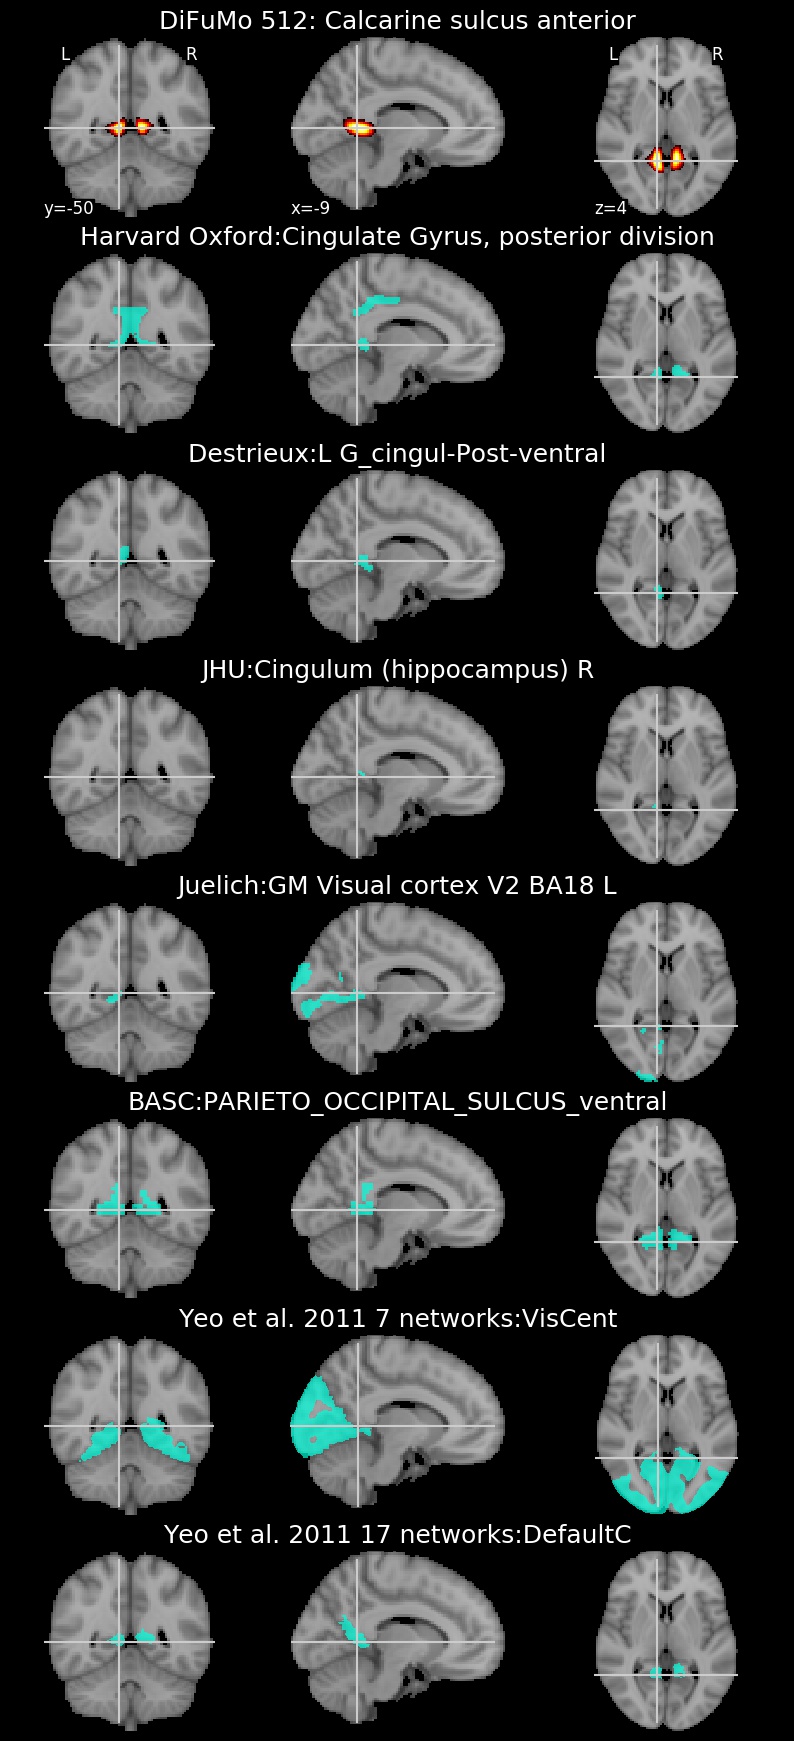 DiFuMo 512: Calcarine sulcus anterior
L R L R
y=-50 x=-9 z=4
Harvard Oxford:Cingulate Gyrus, posterior division
Destrieux:L G_cingul-Post-ventral
JHU:Cingulum (hippocampus) R
Juelich:GM Visual cortex V2 BA18 L
BASC:PARIETO_OCCIPITAL_SULCUS_ventral
Yeo et al. 2011 7 networks:VisCent
Yeo et al. 2011 17 networks:DefaultC